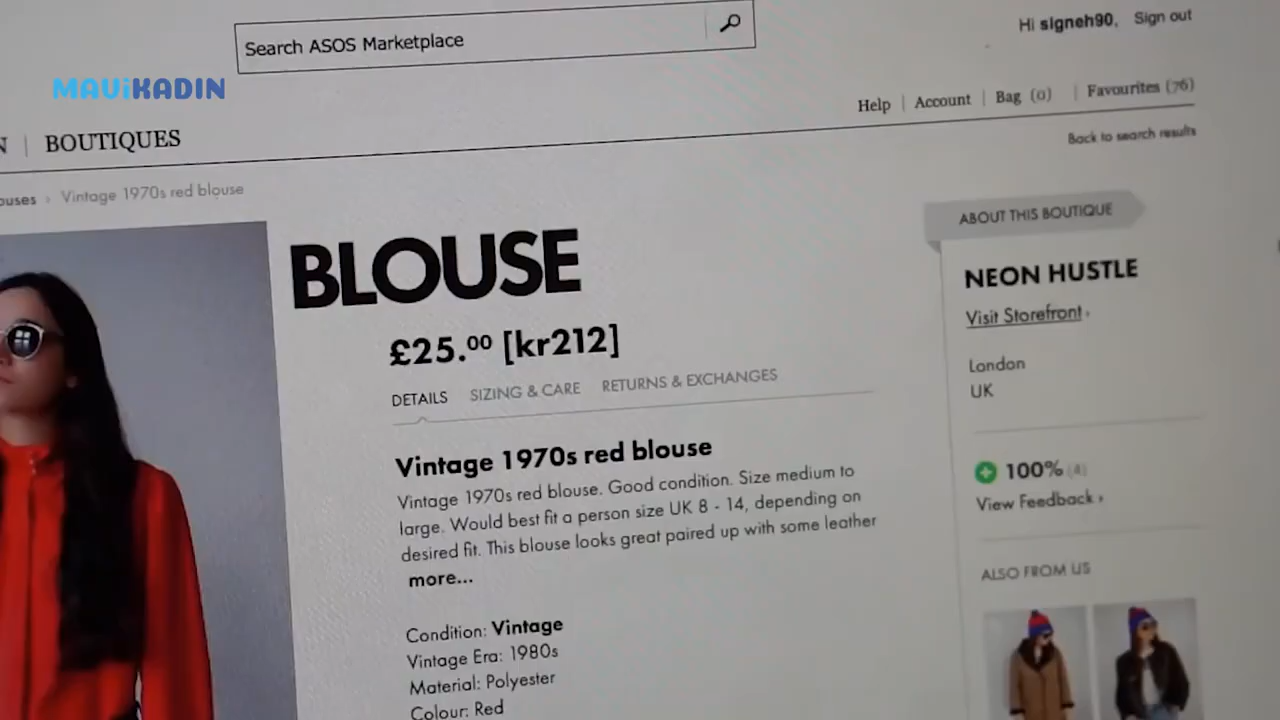 Search ASOS Marketplace
Hi signeh90, Sign out
MAViKADIN
Help | Account | Bag (0) | Favourites (76)
N | BOUTIQUES
Back to search results
ouses › Vintage 1970s red blouse
ABOUT THIS BOUTIQUE
BLOUSE
NEON HUSTLE
Visit Storefront ›
£25.00 [kr212]
London
UK
DETAILS SIZING & CARE RETURNS & EXCHANGES
Vintage 1970s red blouse
Vintage 1970s red blouse. Good condition. Size medium to
large. Would best fit a person size UK 8 - 14, depending on
desired fit. This blouse looks great paired up with some leather
more...
100% (4)
View Feedback ›
ALSO FROM US
Condition: Vintage
Vintage Era: 1980s
Material: Polyester
Colour: Red